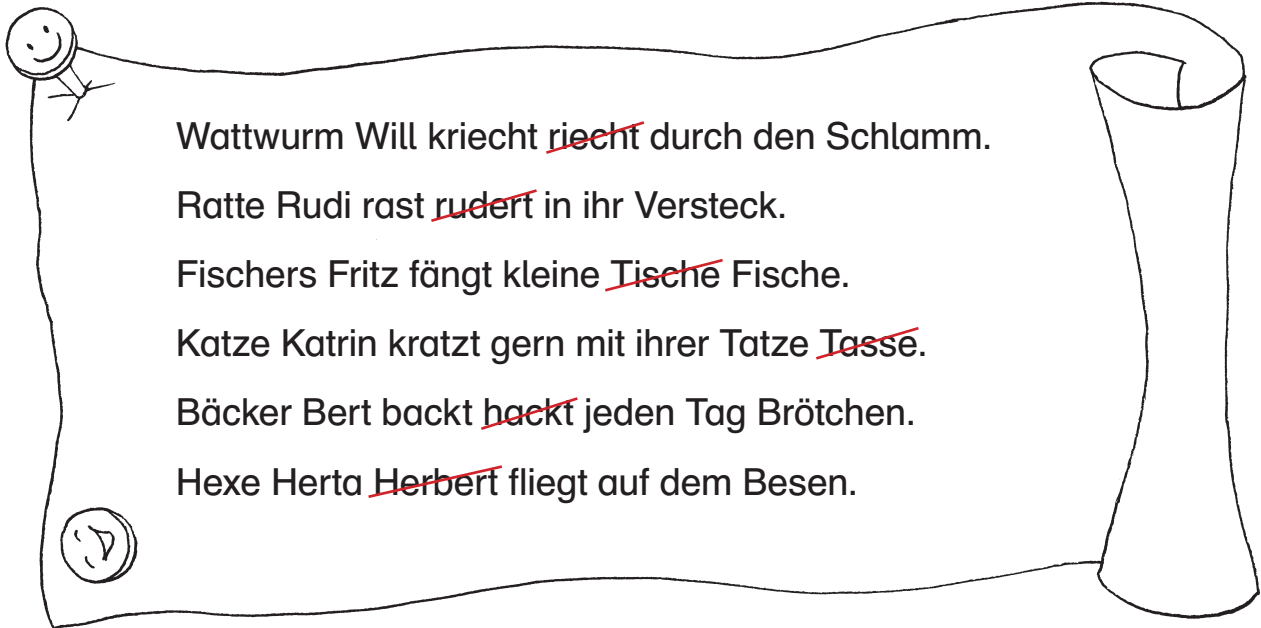 Wattwurm Will kriecht riecht durch den Schlamm.
Ratte Rudi rast rudert in ihr Versteck.
Fischers Fritz fängt kleine Tische Fische.
Katze Katrin kratzt gern mit ihrer Tatze Tasse.
Bäcker Bert backt hackt jeden Tag Brötchen.
Hexe Herta Herbert fliegt auf dem Besen.